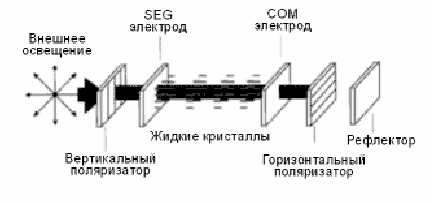 SEG
электрод
COM
электрод
Внешнее
освещение
Жидкие кристаллы
Рефлектор
Вертикальный
поляризатор
Горизонтальный
поляризатор